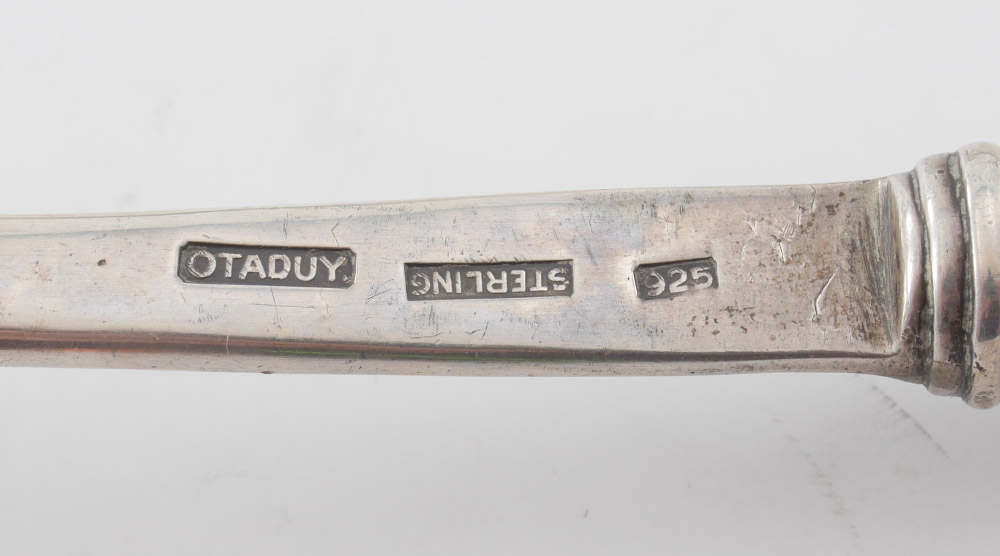 OTADUY.
STERLING
925